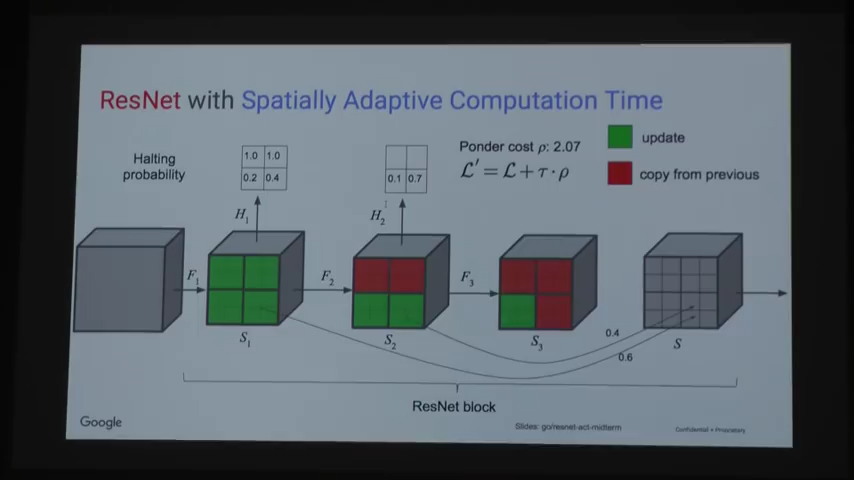 ResNet with Spatially Adaptive Computation Time
Halting
probability
1.0 1.0
0.2 0.4
0.1 0.7
Ponder cost ρ: 2.07
ℒ′ = ℒ + τ · ρ
update
copy from previous
H₁
H₂
F₁
F₂
F₃
S₁
S₂
S₃
S
0.4
0.6
ResNet block
Google
Slides: go/resnet-act-midterm
Confidential + Proprietary